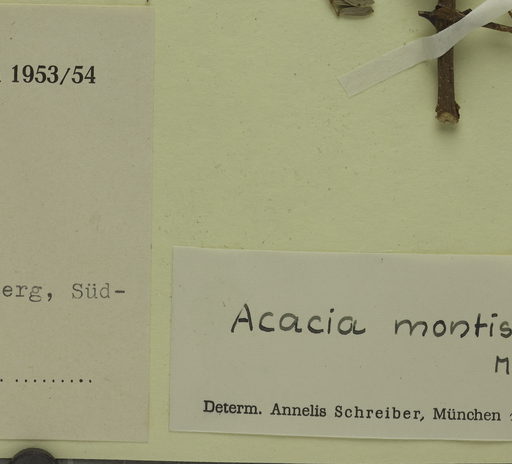 1953/54
erg, Süd-
..........
Acacia montis
M
Determ. Annelis Schreiber, München